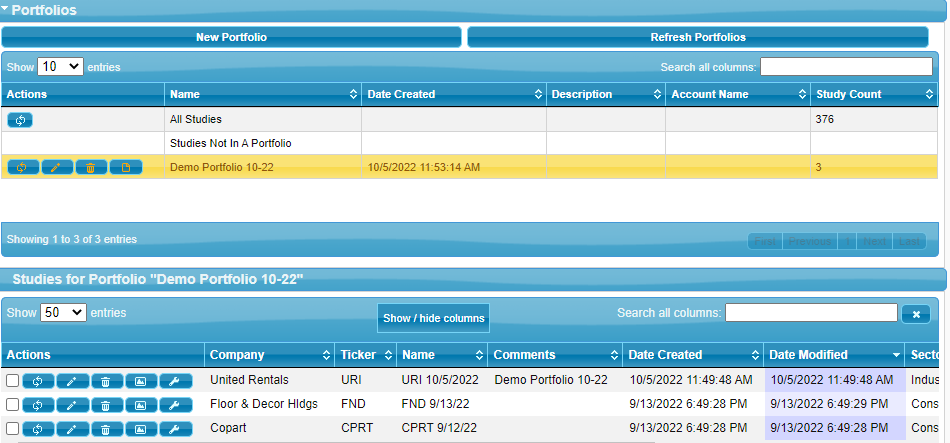 Portfolios
New Portfolio Refresh Portfolios
Show 10 entries Search all columns:
Actions Name Date Created Description Account Name Study Count
All Studies 376
Studies Not In A Portfolio
Demo Portfolio 10-22 10/5/2022 11:53:14 AM 3
Showing 1 to 3 of 3 entries First Previous 1 Next Last
Studies for Portfolio "Demo Portfolio 10-22"
Show 50 entries Show / hide columns Search all columns:
Actions Company Ticker Name Comments Date Created Date Modified Secto
United Rentals URI URI 10/5/2022 Demo Portfolio 10-22 10/5/2022 11:49:48 AM 10/5/2022 11:49:48 AM Indus
Floor & Decor Hldgs FND FND 9/13/22 9/13/2022 6:49:28 PM 9/13/2022 6:49:29 PM Cons
Copart CPRT CPRT 9/12/22 9/13/2022 6:49:28 PM 9/13/2022 6:49:28 PM Cons